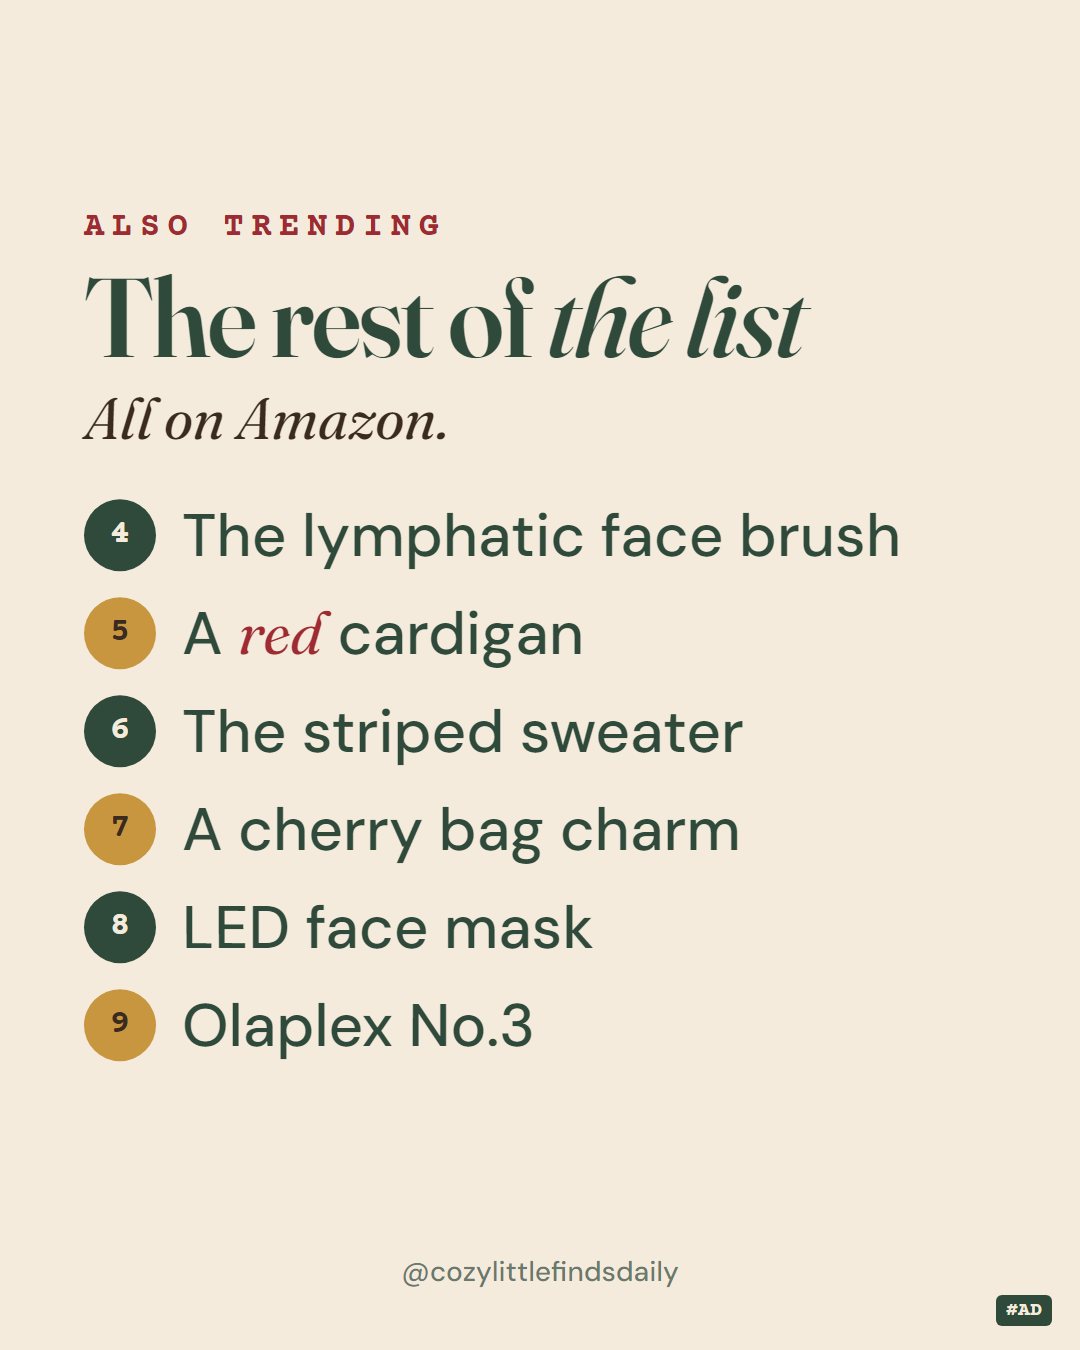 ALSO TRENDING
The rest of the list
All on Amazon.
4 The lymphatic face brush
5 A red cardigan
6 The striped sweater
7 A cherry bag charm
8 LED face mask
9 Olaplex No.3
@cozylittlefindsdaily
#AD